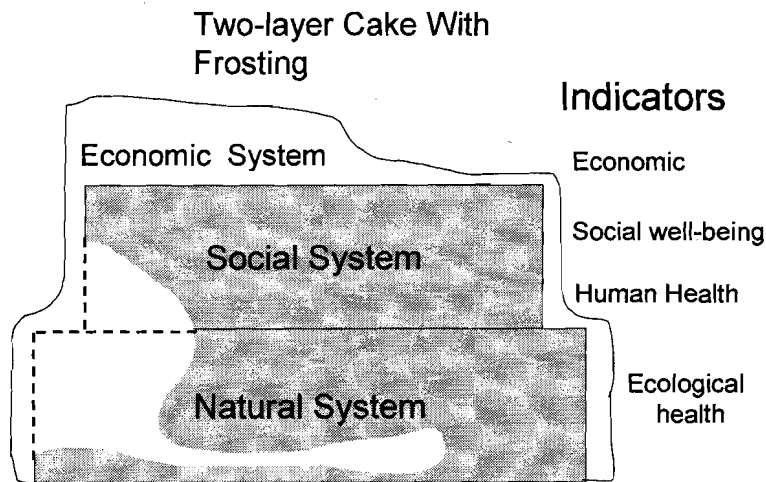 Two-layer Cake With
Frosting
Indicators
Economic System
Economic
Social well-being
Social System
Human Health
Natural System
Ecological
health